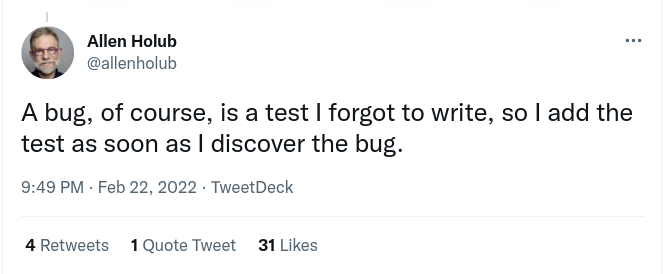 Allen Holub
@allenholub
A bug, of course, is a test I forgot to write, so I add the
test as soon as I discover the bug.
9:49 PM · Feb 22, 2022 · TweetDeck
4 Retweets 1 Quote Tweet 31 Likes